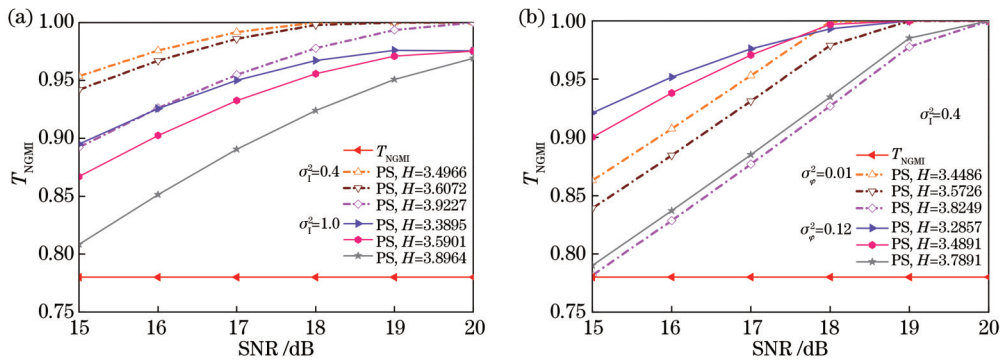 (a)
T_NGMI
1.00
0.95
0.90
0.85
0.80
0.75
15 16 17 18 19 20
SNR /dB
T_NGMI
σ_I²=0.4
PS, H=3.4966
PS, H=3.6072
PS, H=3.9227
σ_I²=1.0
PS, H=3.3895
PS, H=3.5901
PS, H=3.8964
(b)
T_NGMI
1.00
0.95
0.90
0.85
0.80
0.75
15 16 17 18 19 20
SNR /dB
σ_I²=0.4
T_NGMI
σ_φ²=0.01
PS, H=3.4486
PS, H=3.5726
PS, H=3.8249
σ_φ²=0.12
PS, H=3.2857
PS, H=3.4891
PS, H=3.7891